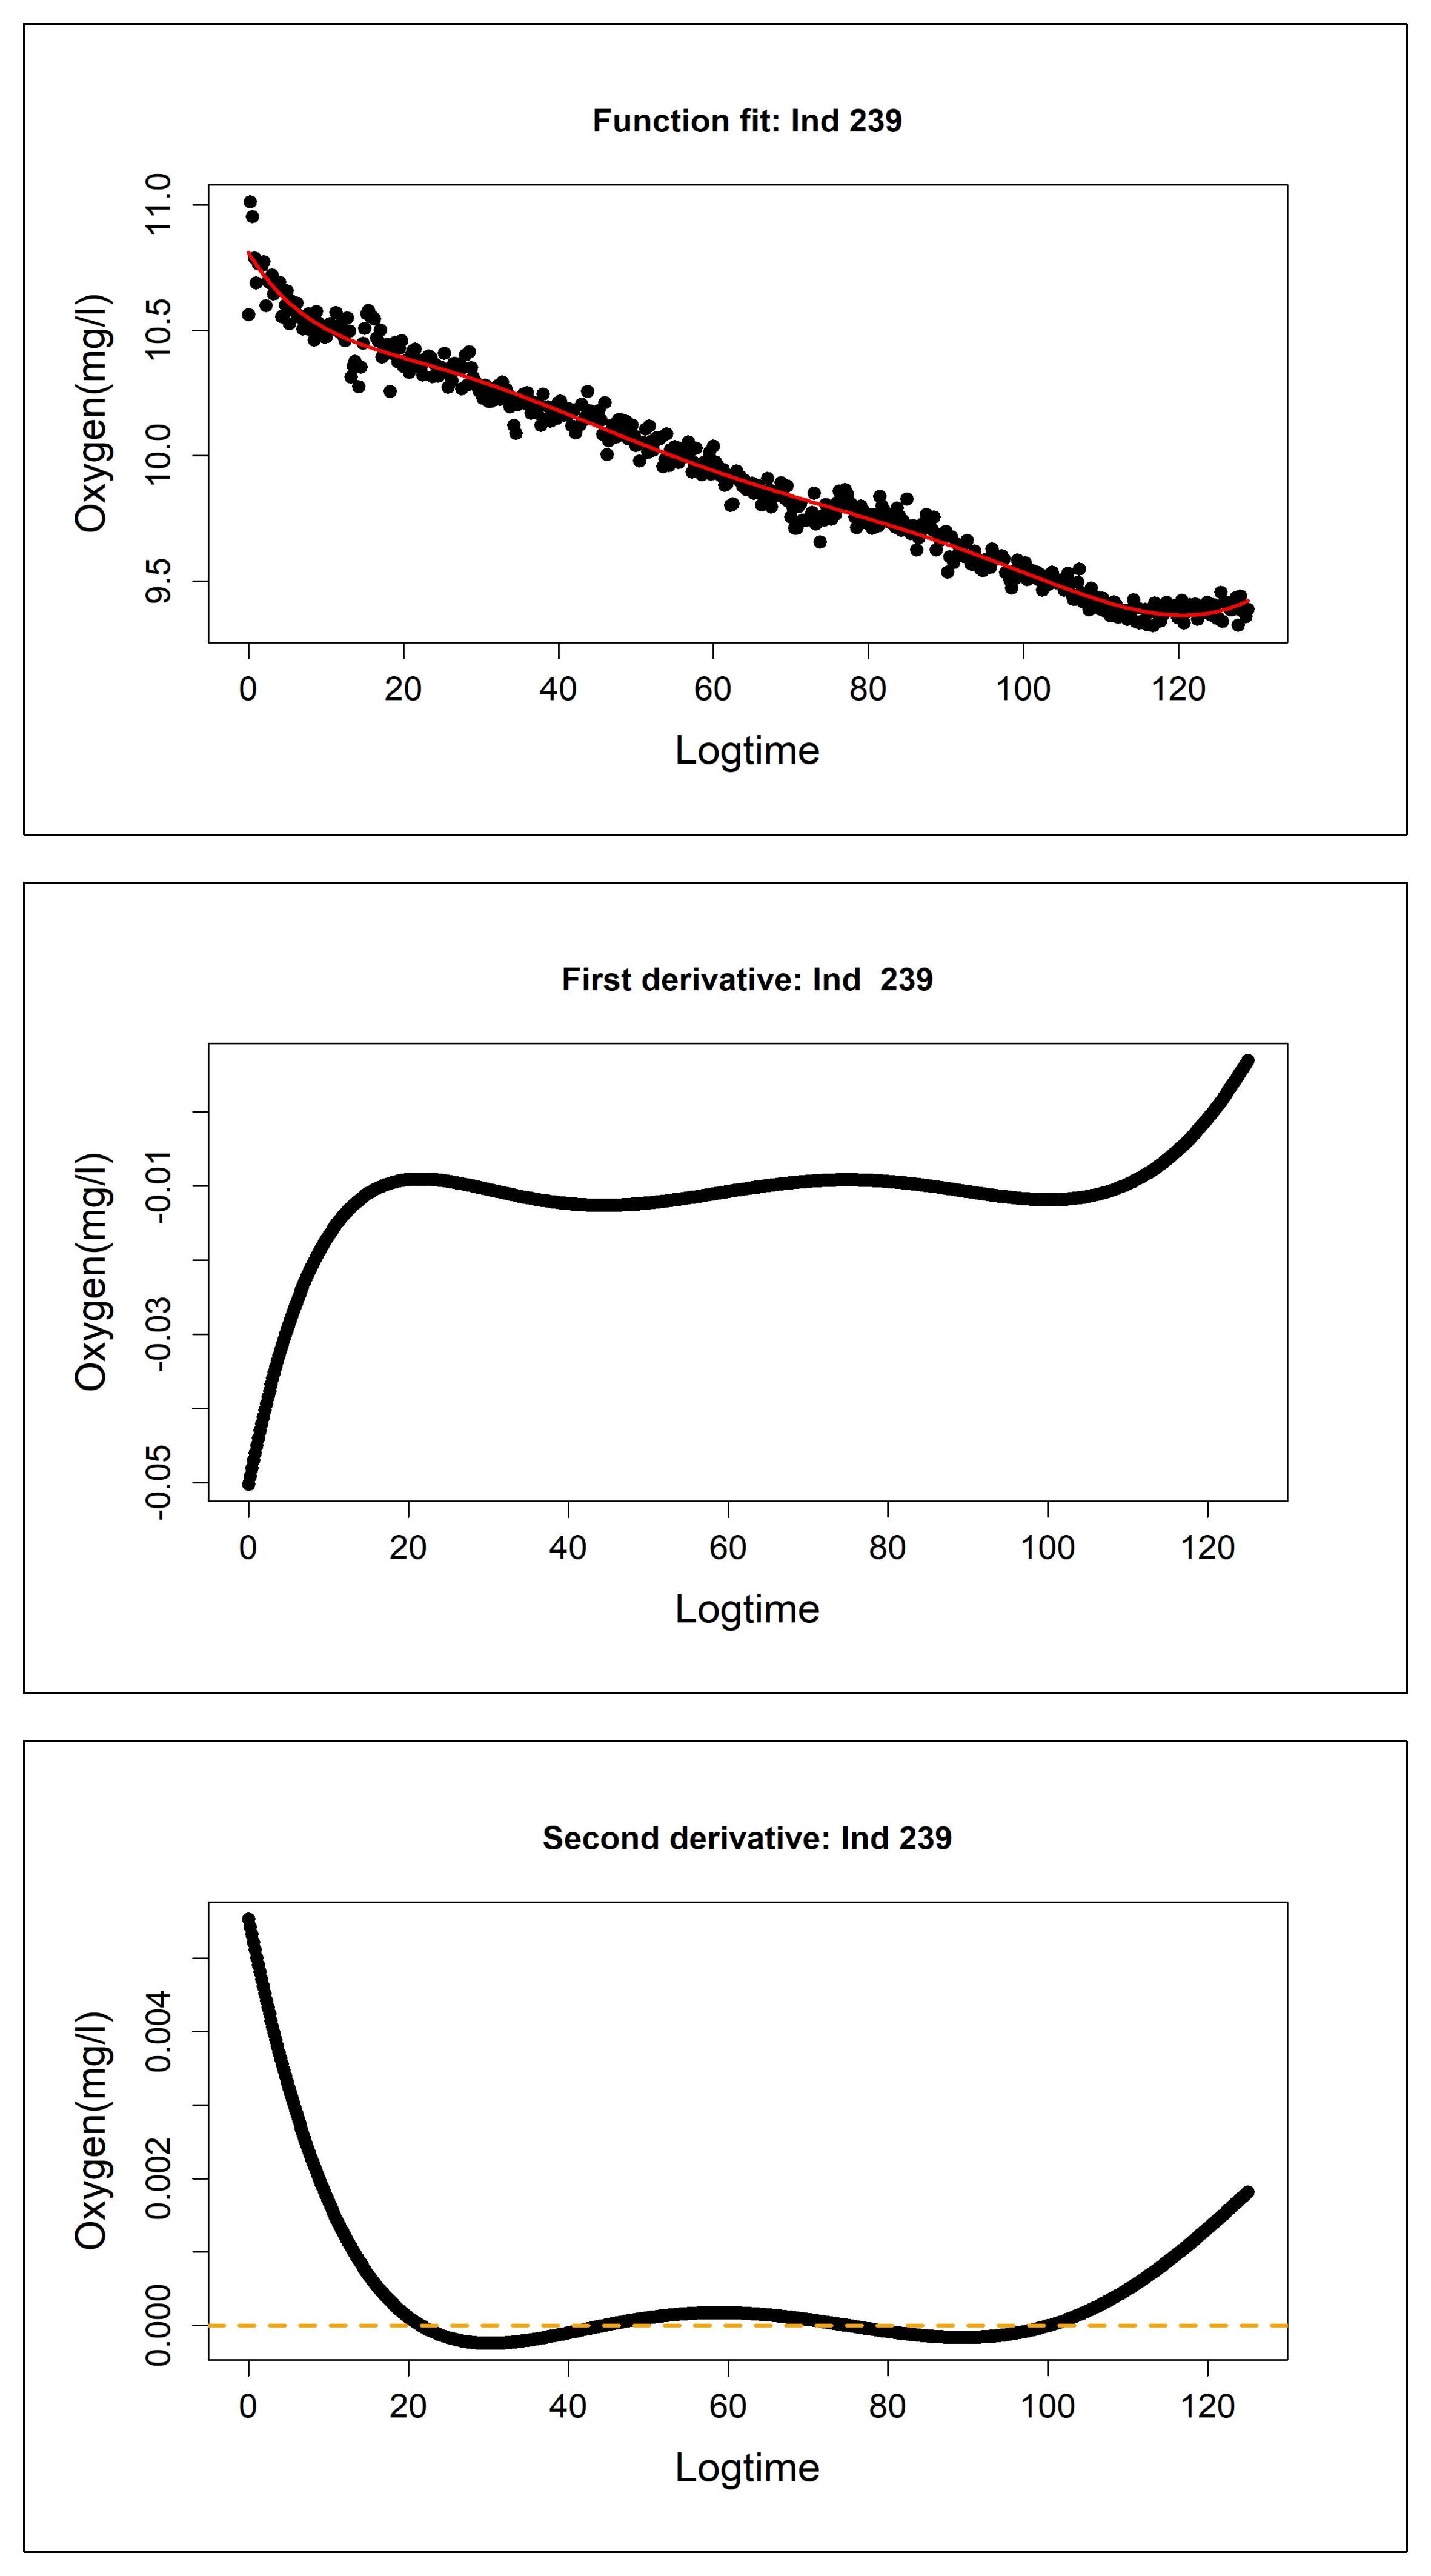 Function fit: Ind 239
Oxygen(mg/l)
11.0
10.5
10.0
9.5
0 20 40 60 80 100 120
Logtime
First derivative: Ind  239
Oxygen(mg/l)
-0.01
-0.03
-0.05
0 20 40 60 80 100 120
Logtime
Second derivative: Ind 239
Oxygen(mg/l)
0.004
0.002
0.000
0 20 40 60 80 100 120
Logtime